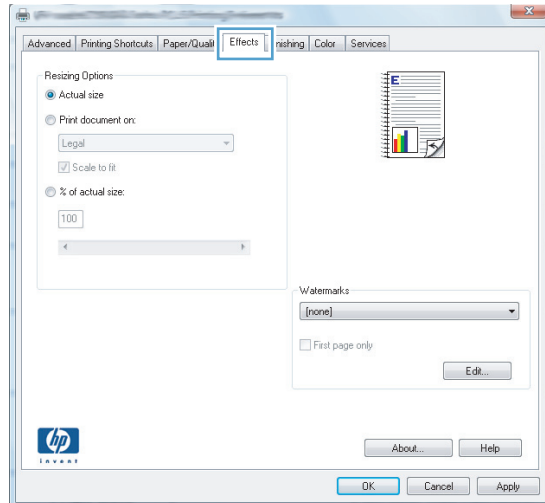 Advanced Printing Shortcuts Paper/Quali Effects nishing Color Services
Resizing Options
Actual size
Print document on:
Legal
Scale to fit
% of actual size:
100
E
Watermarks
[none]
First page only
Edit...
hp
invent
About... Help
OK Cancel Apply